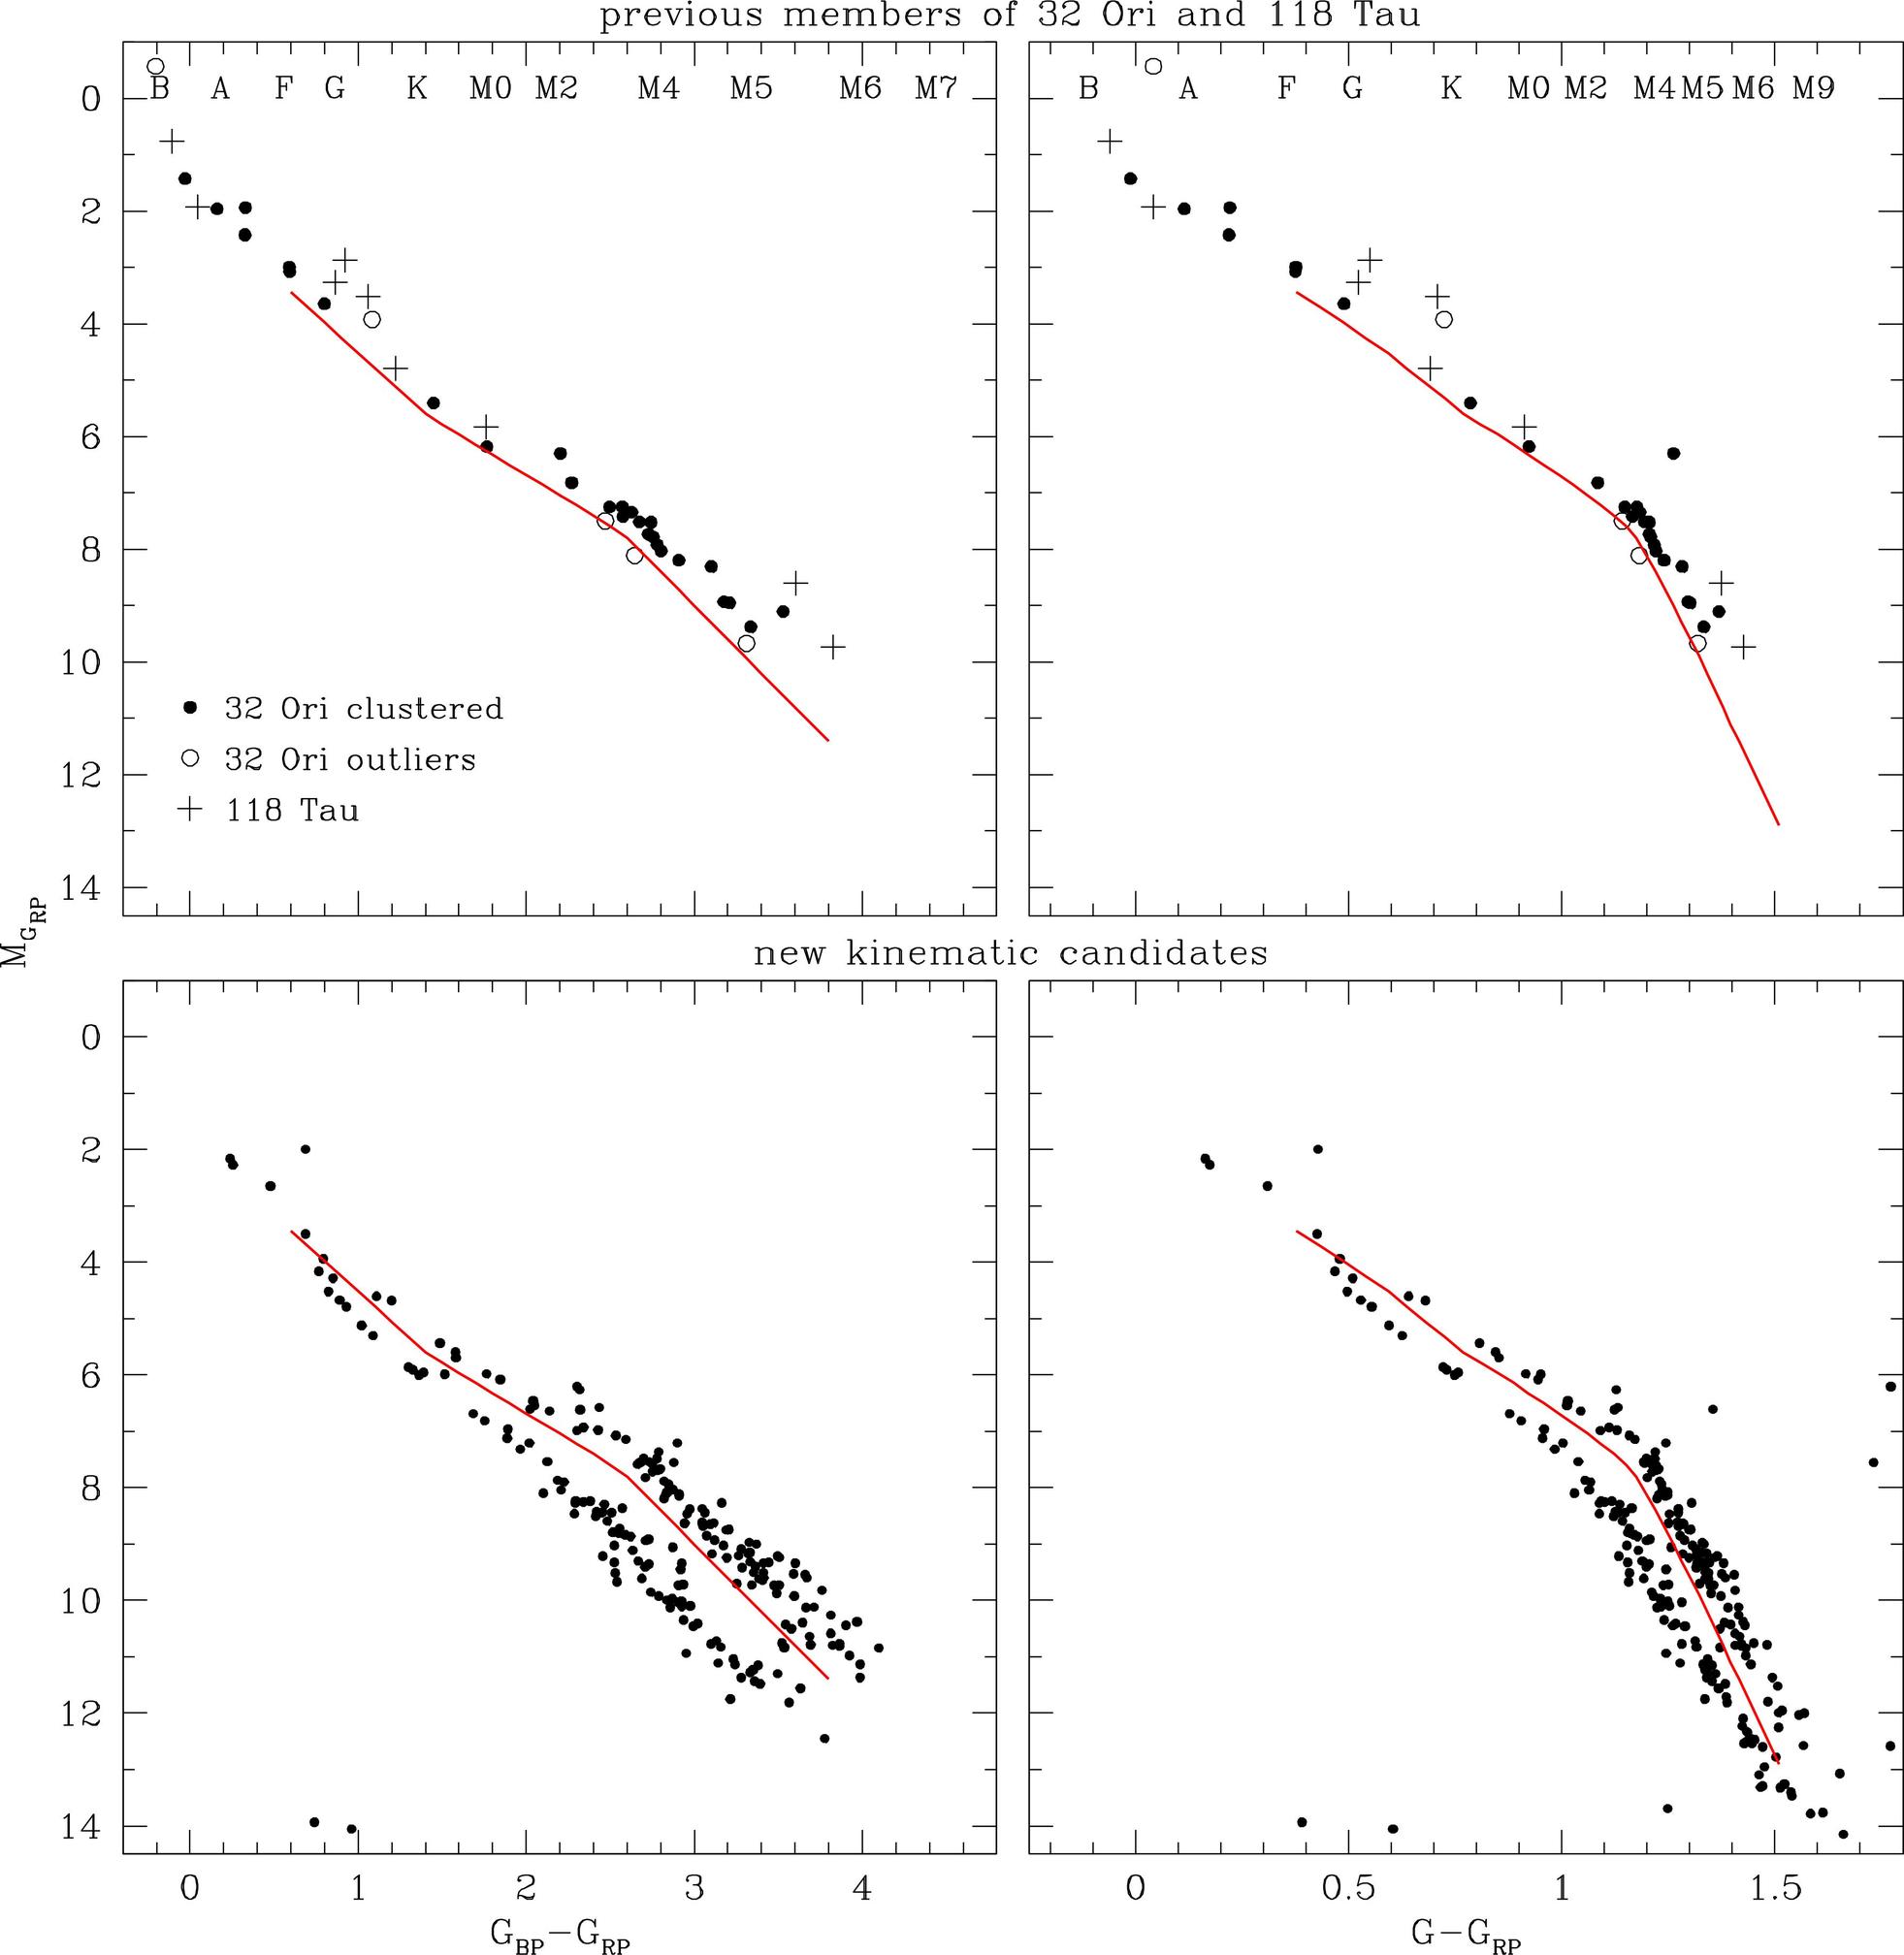 previous members of 32 Ori and 118 Tau
B A F G K M0 M2 M4 M5 M6 M7
B A F G K M0 M2 M4 M5 M6 M9
0
2
4
6
8
10
12
14
32 Ori clustered
32 Ori outliers
118 Tau
M_GRP
new kinematic candidates
0
2
4
6
8
10
12
14
0 1 2 3 4
0 0.5 1 1.5
G_BP−G_RP
G−G_RP